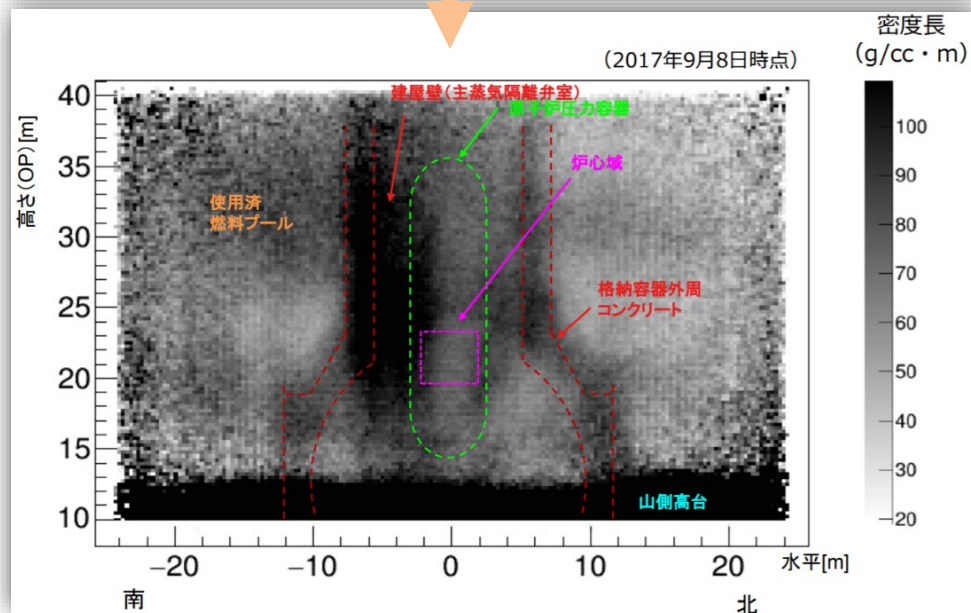 密度長
(g/cc・m)
(2017年9月8日時点)
高さ(OP)[m]
40
35
30
25
20
15
10
建屋壁(主蒸気隔離弁室)
原子炉圧力容器
炉心域
使用済
燃料プール
格納容器外周
コンクリート
山側高台
100
90
80
70
60
50
40
30
20
−20
−10
0
10
20
水平[m]
南
北